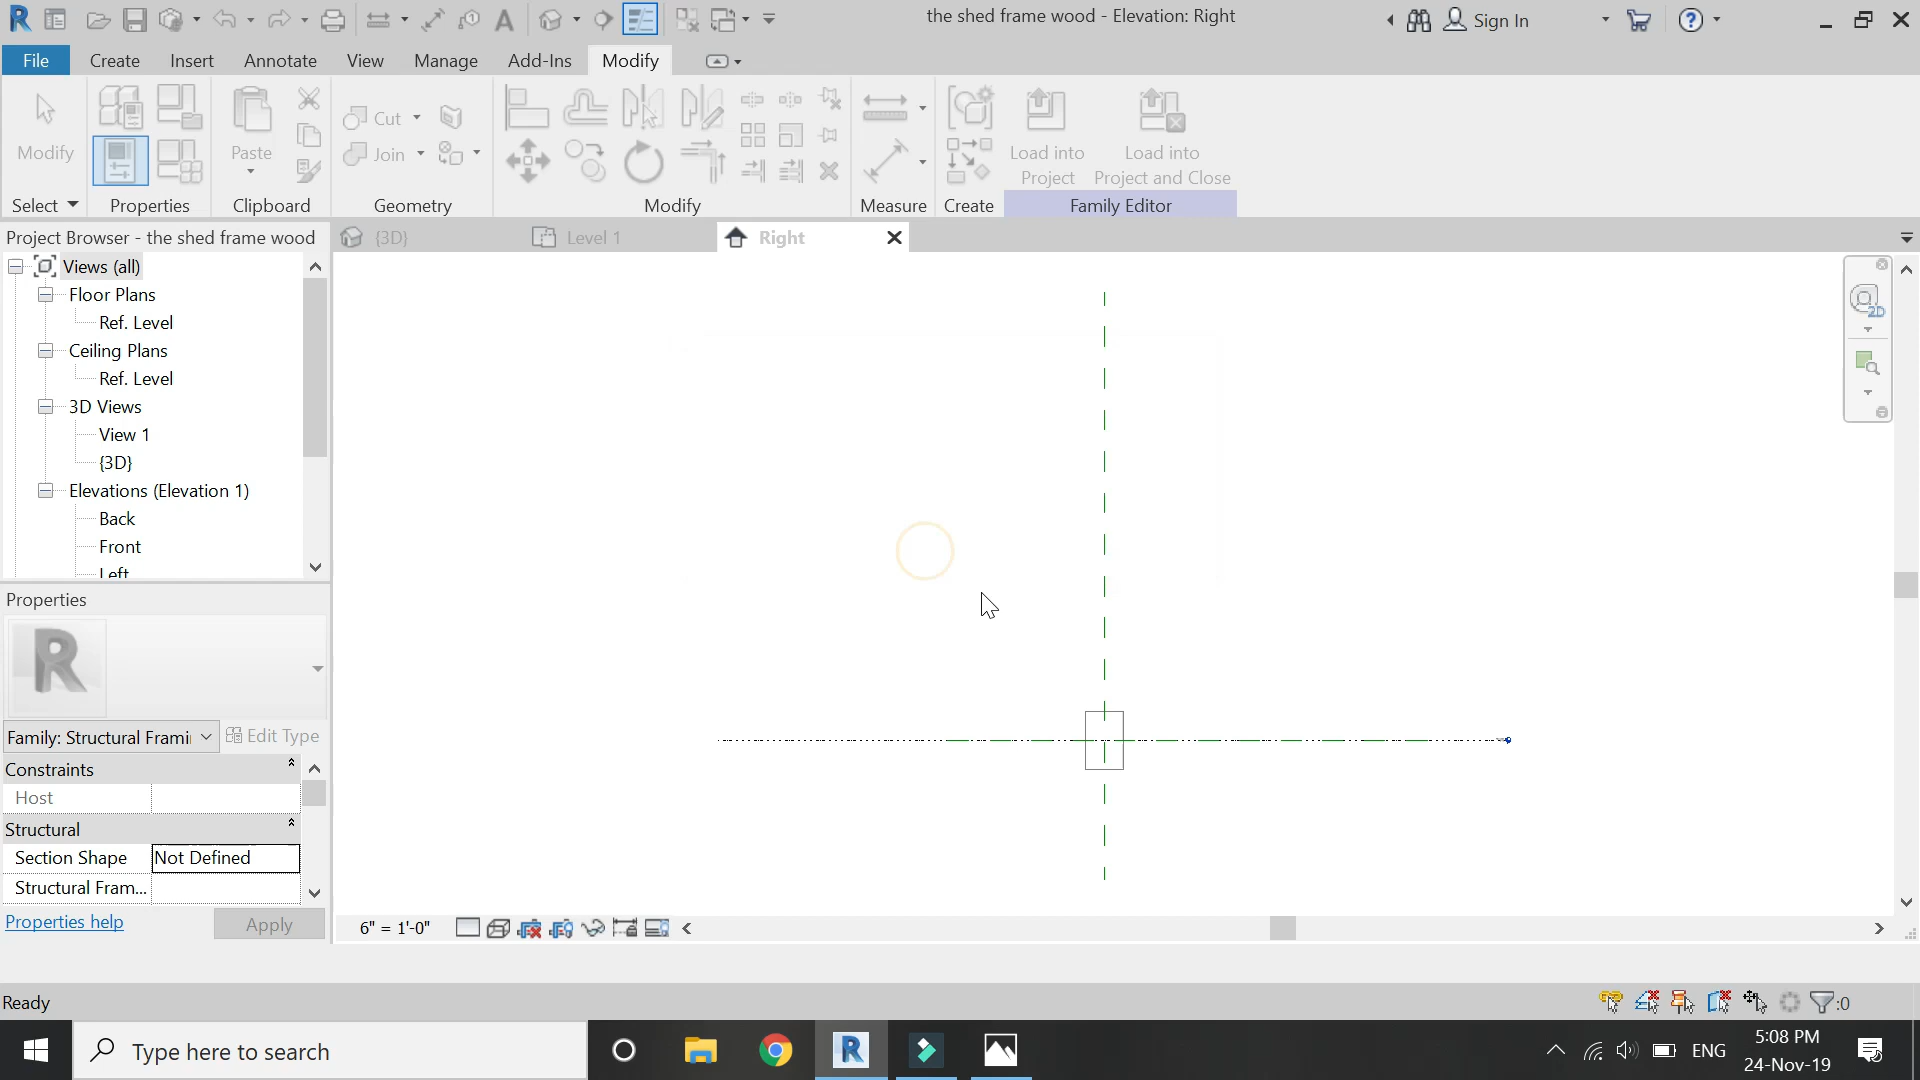 the shed frame wood - Elevation: Right
Sign In
File
Create
Insert
Annotate
View
Manage
Add-Ins
Modify
Modify
Paste
Cut
Join
Load into
Project
Load into
Project and Close
Select
Properties
Clipboard
Geometry
Modify
Measure
Create
Family Editor
Project Browser - the shed frame wood
{3D}
Level 1
Right
Views (all)
Floor Plans
Ref. Level
Ceiling Plans
Ref. Level
3D Views
View 1
{3D}
Elevations (Elevation 1)
Back
Front
Left
2D
Properties
Family: Structural Frami
Edit Type
Constraints
Host
Structural
Section Shape
Not Defined
Structural Fram...
Properties help
Apply
6" = 1'-0"
Ready
:0
Type here to search
ENG
5:08 PM
24-Nov-19